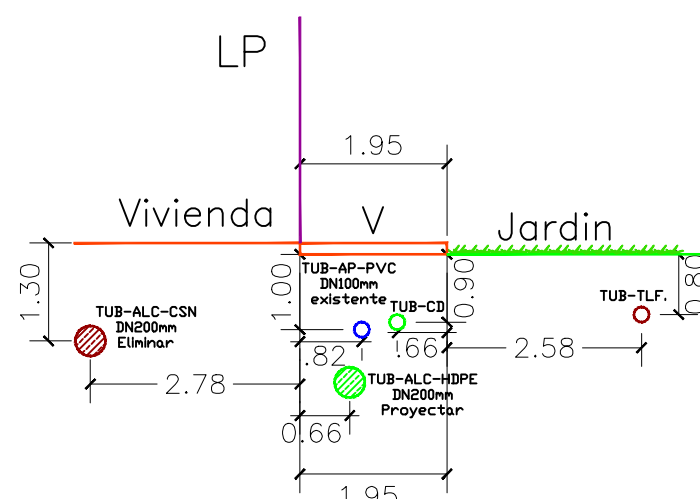 LP
1.95
Vivienda
V
Jardin
1.30
1.00
TUB-AP-PVC
DN100mm
existente
0.90
0.80
TUB-CD
TUB-TLF.
TUB-ALC-CSN
DN200mm
Eliminar
.82
.66
2.58
2.78
TUB-ALC-HDPE
DN200mm
Proyectar
0.66
1.95